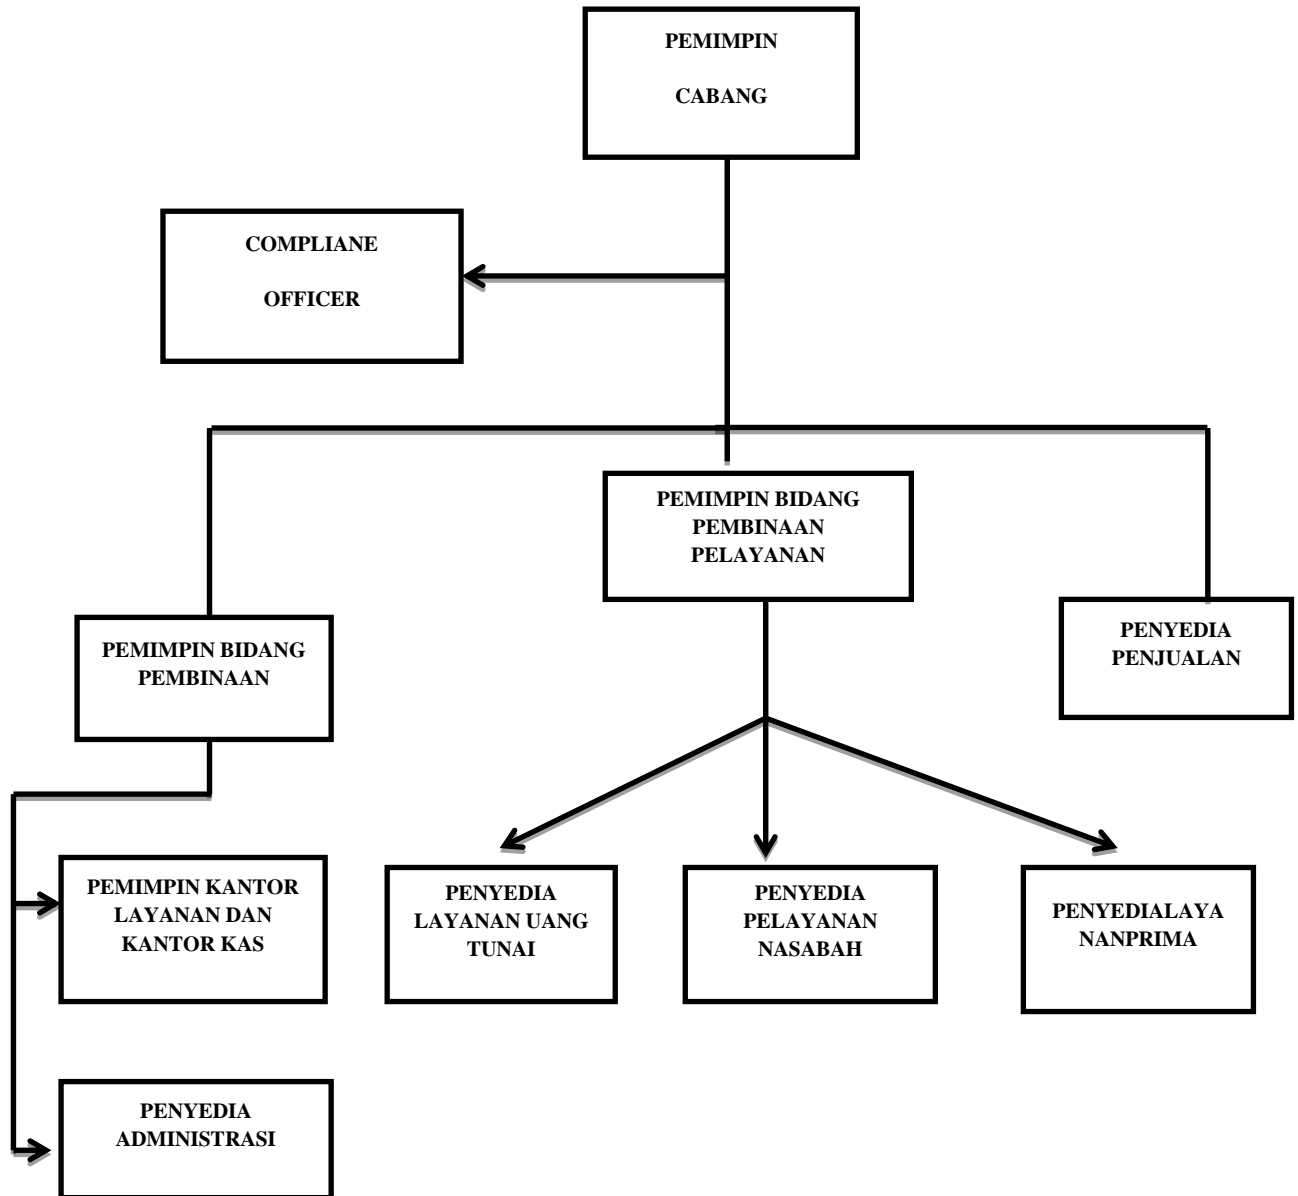 PEMIMPIN
CABANG
COMPLIANE
OFFICER
PEMIMPIN BIDANG
PEMBINAAN
PELAYANAN
PEMIMPIN BIDANG
PEMBINAAN
PENYEDIA
PENJUALAN
PEMIMPIN KANTOR
LAYANAN DAN
KANTOR KAS
PENYEDIA
LAYANAN UANG
TUNAI
PENYEDIA
PELAYANAN
NASABAH
PENYEDIALAYA
NANPRIMA
PENYEDIA
ADMINISTRASI